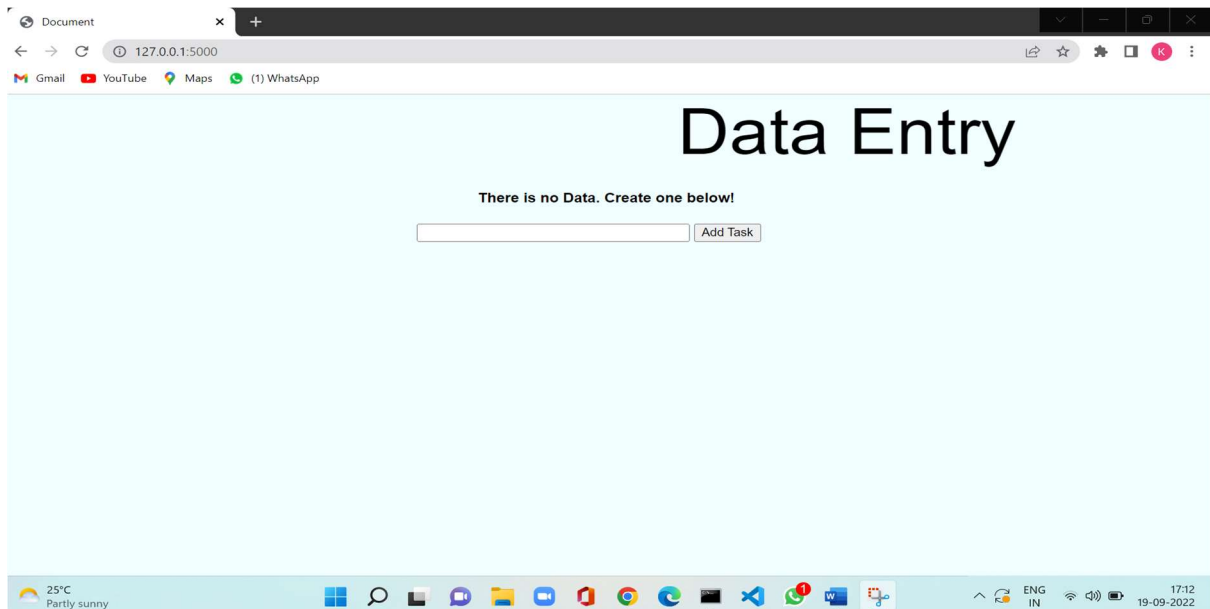 Document
127.0.0.1:5000
K
Gmail YouTube Maps (1) WhatsApp
Data Entry
There is no Data. Create one below!
Add Task
25°C
Partly sunny
1
ENG
IN
17:12
19-09-2022